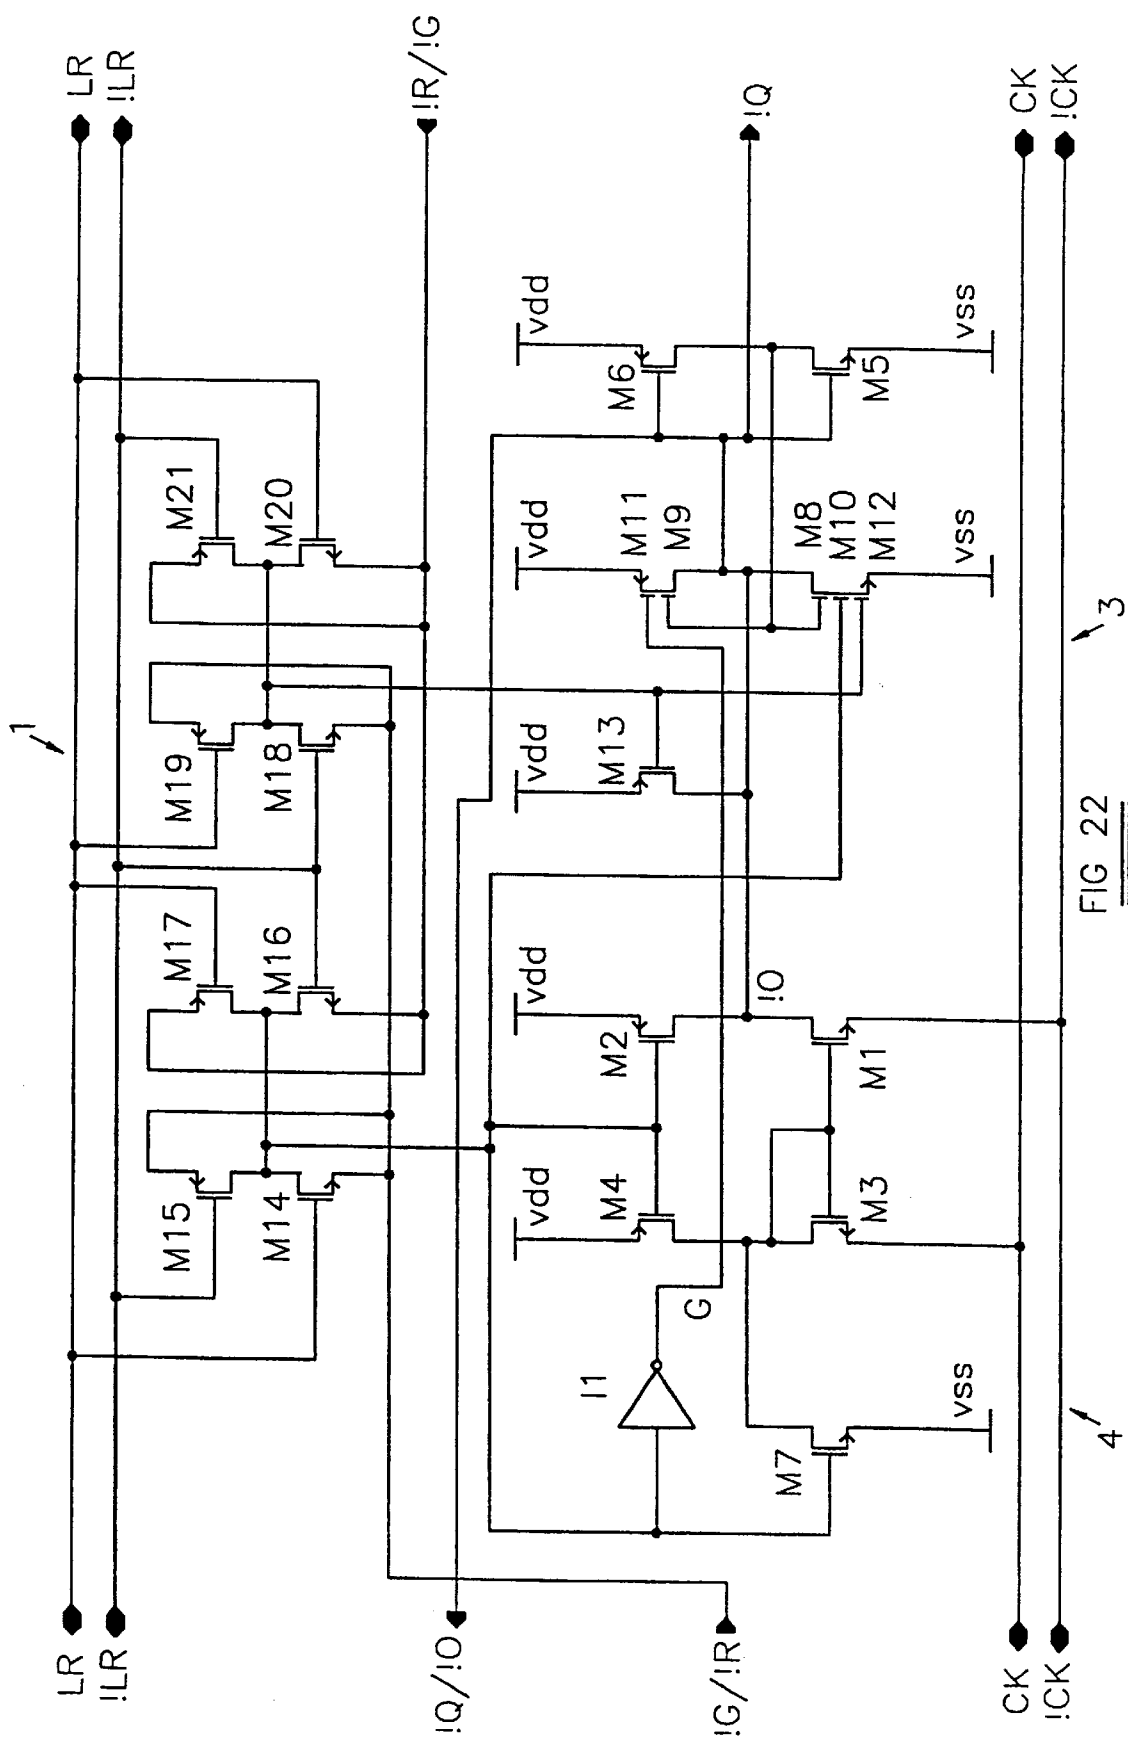 LR
!LR
LR
!LR
1
!R/!G
M15
M14
M17
M16
M19
M18
M21
M20
!Q/!O
!Q
!G/!R
I1
G
vdd
M4
M2
vdd
!O
vdd
M13
vdd
M11
M9
vdd
M6
M7
vss
M3
M1
M8
M10
M12
vss
M5
vss
CK
!CK
CK
!CK
4
3
FIG 22